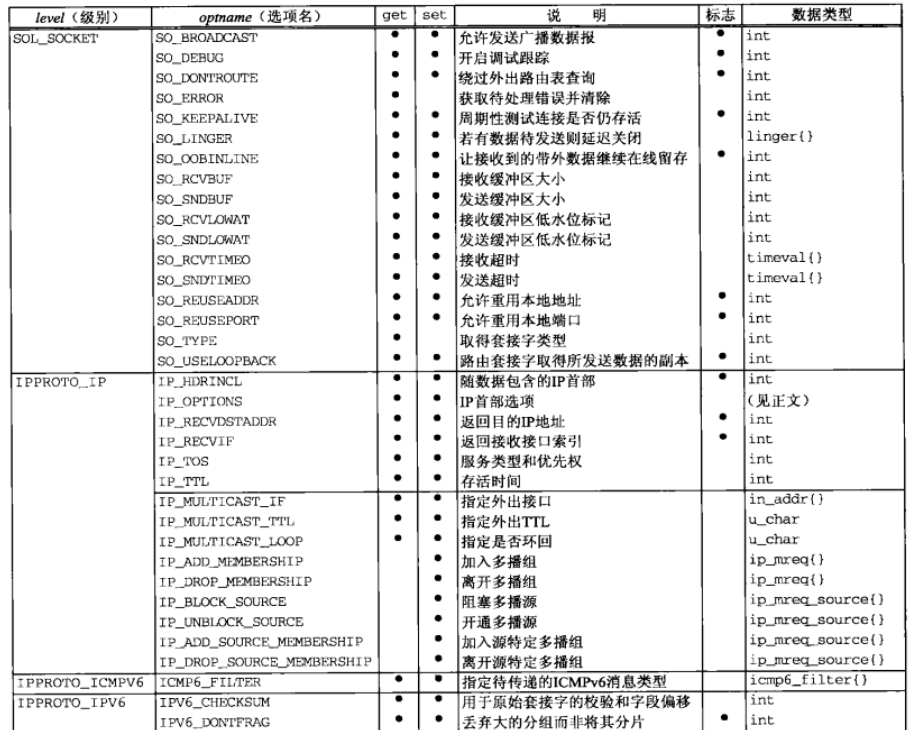 level（级别） optname（选项名） get set 说 明 标志 数据类型
SOL_SOCKET SO_BROADCAST • • 允许发送广播数据报 • int
SO_DEBUG • • 开启调试跟踪 • int
SO_DONTROUTE • • 绕过外出路由表查询 • int
SO_ERROR • 获取待处理错误并清除 int
SO_KEEPALIVE • • 周期性测试连接是否仍存活 • int
SO_LINGER • • 若有数据待发送则延迟关闭 linger{}
SO_OOBINLINE • • 让接收到的带外数据继续在线留存 • int
SO_RCVBUF • • 接收缓冲区大小 int
SO_SNDBUF • • 发送缓冲区大小 int
SO_RCVLOWAT • • 接收缓冲区低水位标记 int
SO_SNDLOWAT • • 发送缓冲区低水位标记 int
SO_RCVTIMEO • • 接收超时 timeval{}
SO_SNDTIMEO • • 发送超时 timeval{}
SO_REUSEADDR • • 允许重用本地地址 • int
SO_REUSEPORT • • 允许重用本地端口 • int
SO_TYPE • 取得套接字类型 int
SO_USELOOPBACK • • 路由套接字取得所发送数据的副本 • int
IPPROTO_IP IP_HDRINCL • • 随数据包含的IP首部 • int
IP_OPTIONS • • IP首部选项 （见正文）
IP_RECVDSTADDR • • 返回目的IP地址 • int
IP_RECVIF • • 返回接收接口索引 • int
IP_TOS • • 服务类型和优先权 int
IP_TTL • • 存活时间 int
IP_MULTICAST_IF • • 指定外出接口 in_addr{}
IP_MULTICAST_TTL • • 指定外出TTL u_char
IP_MULTICAST_LOOP • • 指定是否环回 u_char
IP_ADD_MEMBERSHIP • 加入多播组 ip_mreq{}
IP_DROP_MEMBERSHIP • 离开多播组 ip_mreq{}
IP_BLOCK_SOURCE • 阻塞多播源 ip_mreq_source{}
IP_UNBLOCK_SOURCE • 开通多播源 ip_mreq_source{}
IP_ADD_SOURCE_MEMBERSHIP • 加入源特定多播组 ip_mreq_source{}
IP_DROP_SOURCE_MEMBERSHIP • 离开源特定多播组 ip_mreq_source{}
IPPROTO_ICMPV6 ICMP6_FILTER • • 指定待传递的ICMPv6消息类型 icmp6_filter{}
IPPROTO_IPV6 IPV6_CHECKSUM • • 用于原始套接字的校验和字段偏移 int
IPV6_DONTFRAG • • 丢弃大的分组而非将其分片 • int